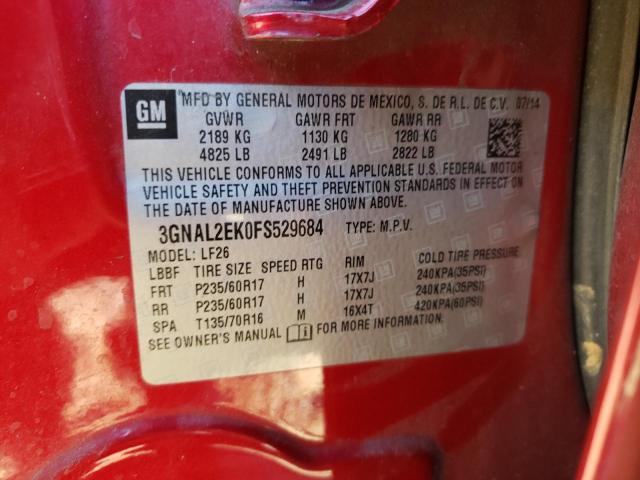 GM
*MFD BY GENERAL MOTORS DE MEXICO, S. DE R.L. DE C.V. 07/14
GVWR GAWR FRT GAWR RR
2189 KG 1130 KG 1280 KG
4825 LB 2491 LB 2822 LB
THIS VEHICLE CONFORMS TO ALL APPLICABLE U.S. FEDERAL MOTOR
VEHICLE SAFETY AND THEFT PREVENTION STANDARDS IN EFFECT ON
THE DATE OF MANUFACTURE SHOWN ABOVE.
3GNAL2EK0FS529684 TYPE: M.P.V.
MODEL: LF26
LBBF TIRE SIZE SPEED RTG RIM COLD TIRE PRESSURE
FRT P235/60R17 H 17X7J 240KPA(35PSI)
RR P235/60R17 H 17X7J 240KPA(35PSI)
SPA T135/70R16 M 16X4T 420KPA(60PSI)
SEE OWNER'S MANUAL FOR MORE INFORMATION.